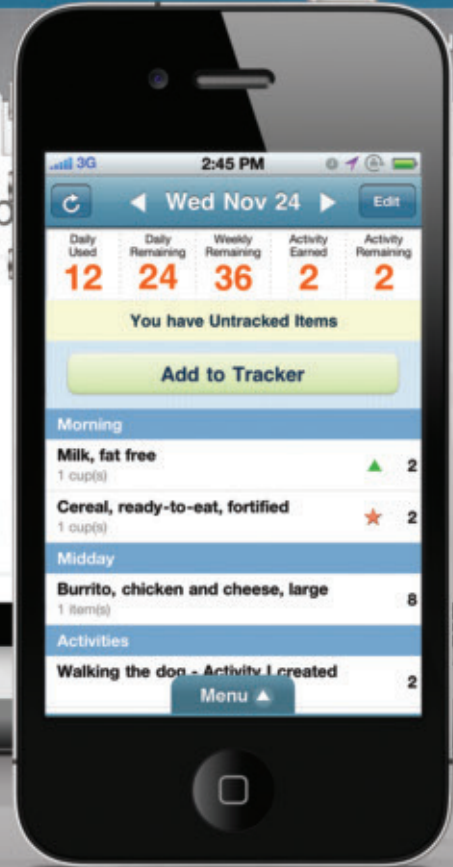 3G 2:45 PM
Wed Nov 24 Edit
Daily Used Daily Remaining Weekly Remaining Activity Earned Activity Remaining
12 24 36 2 2
You have Untracked Items
Add to Tracker
Morning
Milk, fat free 2
1 cup(s)
Cereal, ready-to-eat, fortified 2
1 cup(s)
Midday
Burrito, chicken and cheese, large 8
1 item(s)
Activities
Walking the dog - Activity I created 2
Menu